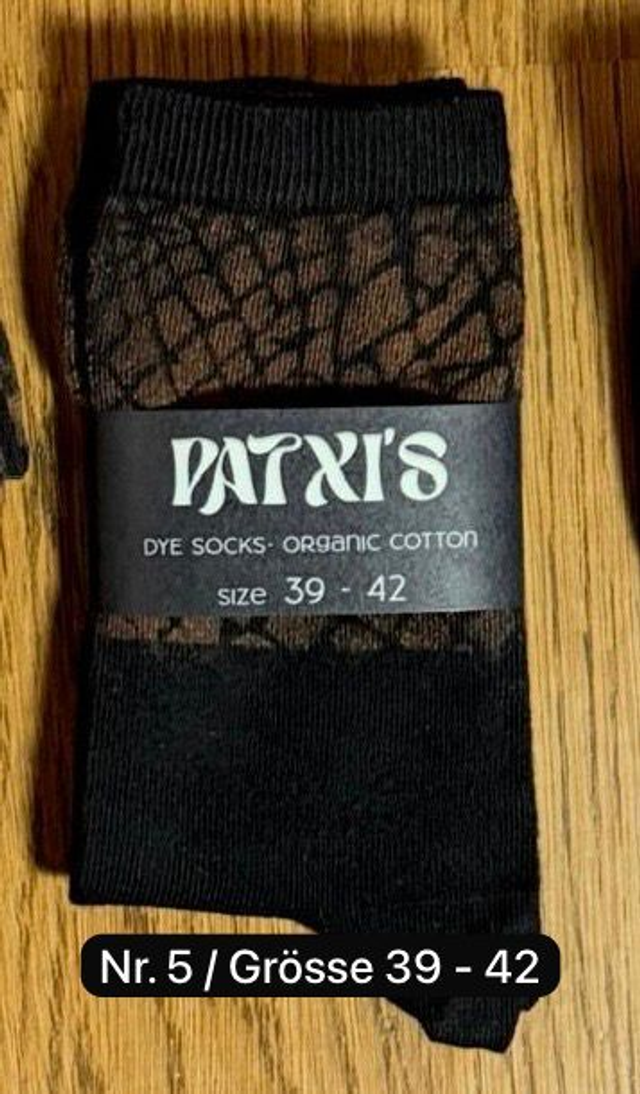 PATXI'S
DYE SOCKS- ORGANIC COTTON
SIZE 39 - 42
Nr. 5 / Grösse 39 - 42